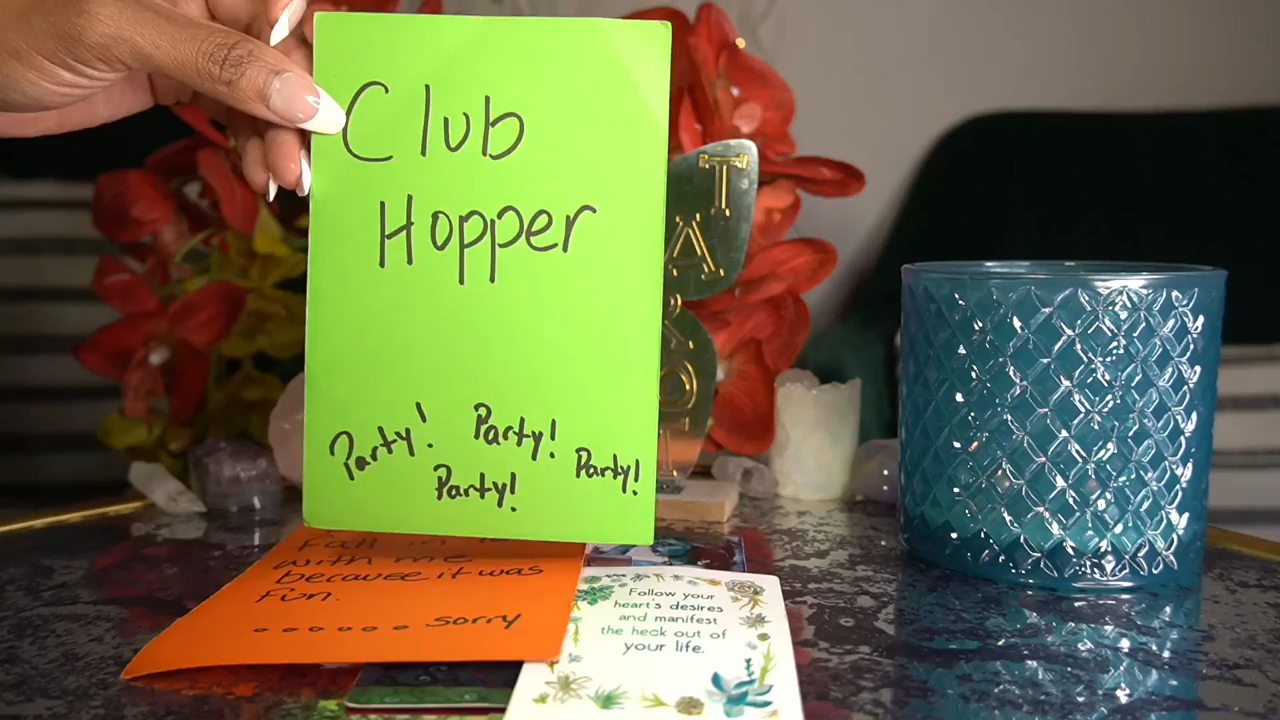 Club
Hopper
Party! Party! Party!
Party!
TAROT
with me
because it was
fun.
...... sorry
Follow your
heart's desires
and manifest
the heck out of
your life.